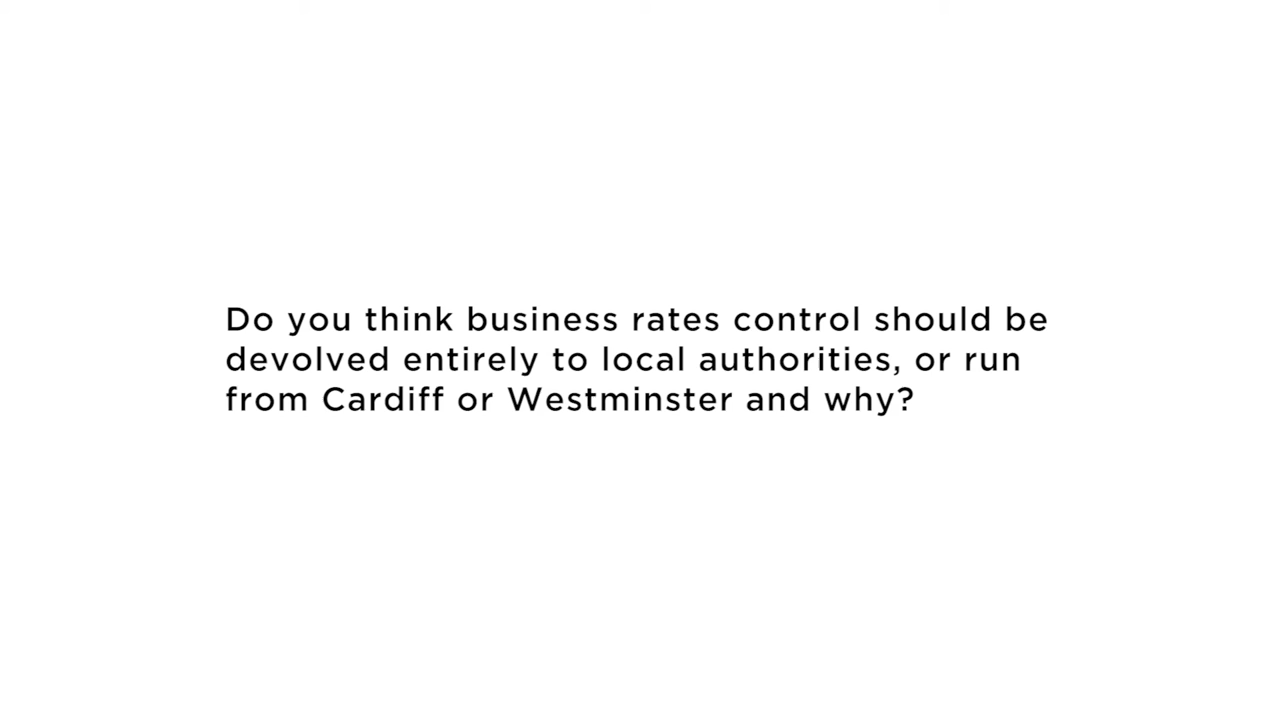 Do you think business rates control should be
devolved entirely to local authorities, or run
from Cardiff or Westminster and why?